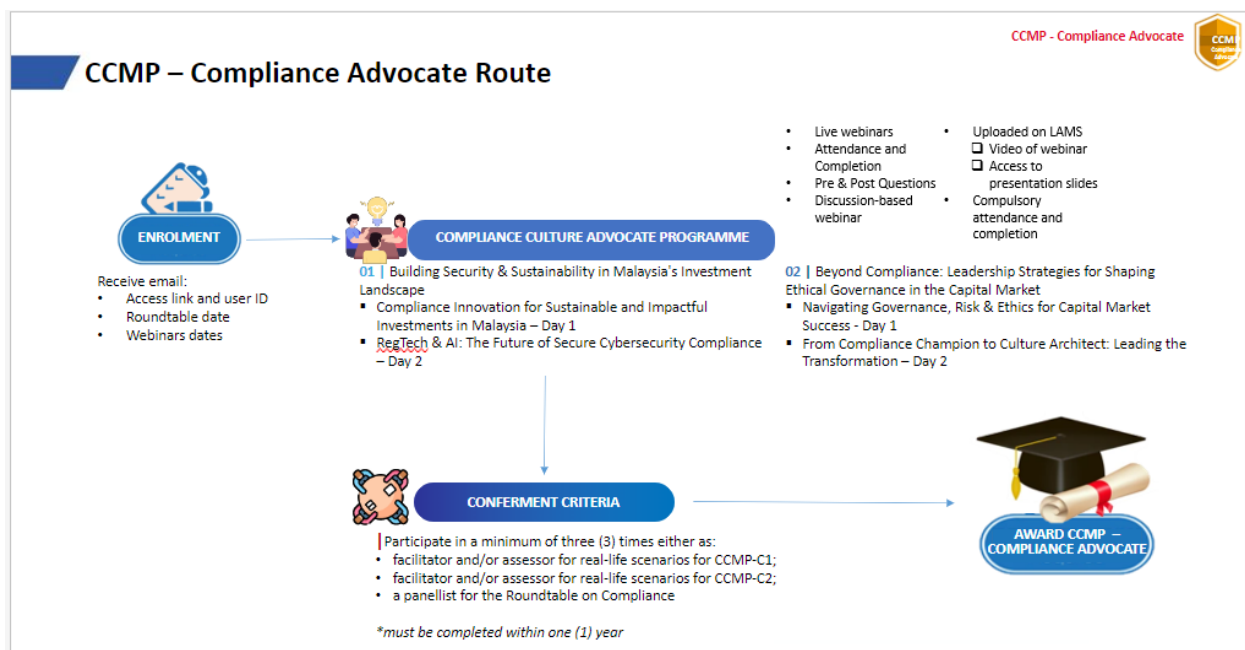 CCMP - Compliance Advocate
CCMP
Compliance
Advocate
CCMP – Compliance Advocate Route
• Live webinars
• Attendance and
Completion
• Pre & Post Questions
• Discussion-based
webinar
• Uploaded on LAMS
❑ Video of webinar
❑ Access to
presentation slides
• Compulsory
attendance and
completion
ENROLMENT
Receive email:
• Access link and user ID
• Roundtable date
• Webinars dates
COMPLIANCE CULTURE ADVOCATE PROGRAMME
01 | Building Security & Sustainability in Malaysia's Investment
Landscape
▪ Compliance Innovation for Sustainable and Impactful
Investments in Malaysia – Day 1
▪ RegTech & AI: The Future of Secure Cybersecurity Compliance
– Day 2
02 | Beyond Compliance: Leadership Strategies for Shaping
Ethical Governance in the Capital Market
▪ Navigating Governance, Risk & Ethics for Capital Market
Success - Day 1
▪ From Compliance Champion to Culture Architect: Leading the
Transformation – Day 2
CONFERMENT CRITERIA
Participate in a minimum of three (3) times either as:
• facilitator and/or assessor for real-life scenarios for CCMP-C1;
• facilitator and/or assessor for real-life scenarios for CCMP-C2;
• a panellist for the Roundtable on Compliance
*must be completed within one (1) year
AWARD CCMP –
COMPLIANCE ADVOCATE